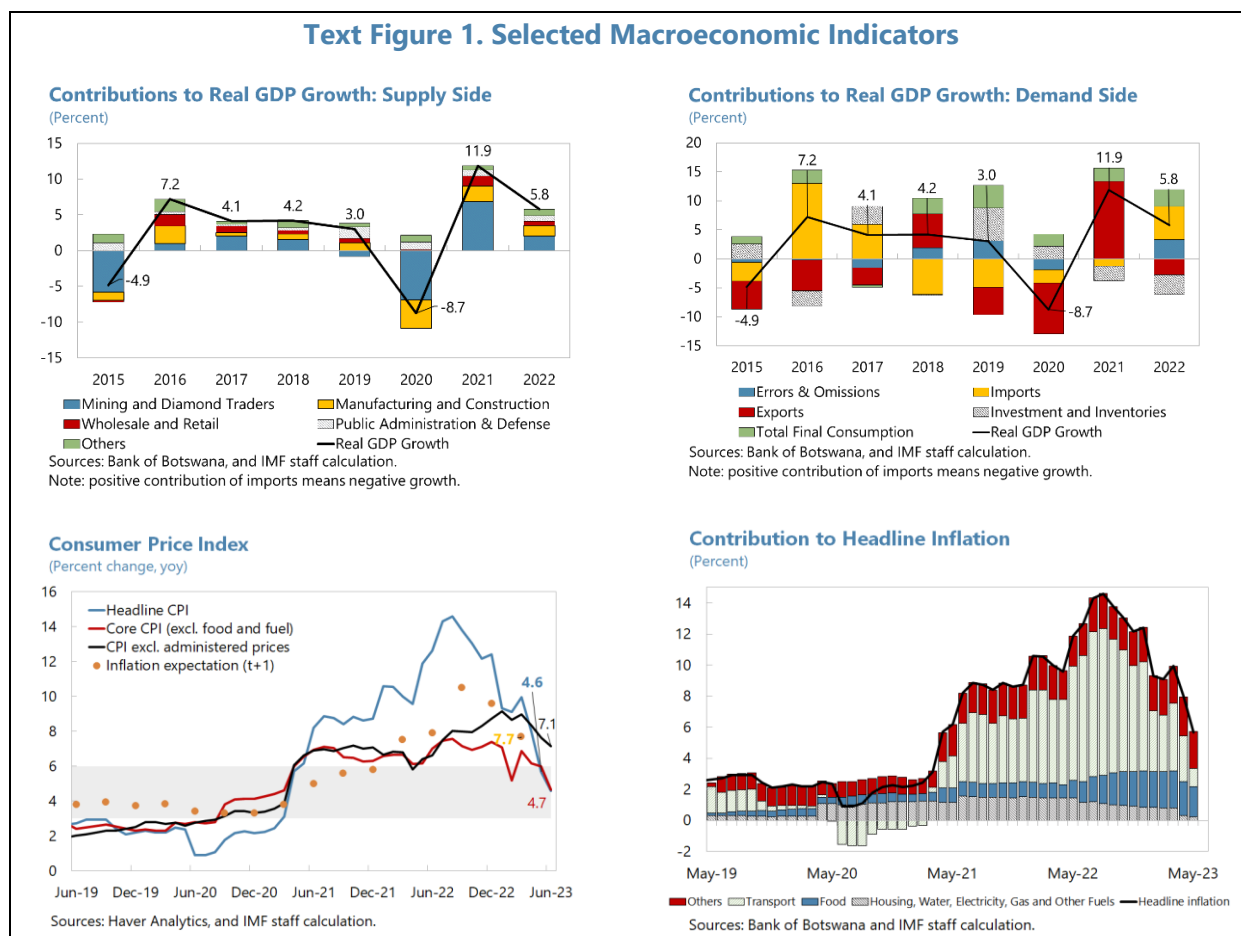 Text Figure 1. Selected Macroeconomic Indicators
Contributions to Real GDP Growth: Supply Side
(Percent)
15
10
5
0
-5
-10
-15
-4.9
7.2
4.1
4.2
3.0
-8.7
11.9
5.8
2015 2016 2017 2018 2019 2020 2021 2022
Mining and Diamond Traders
Manufacturing and Construction
Wholesale and Retail
Public Administration & Defense
Others
Real GDP Growth
Sources: Bank of Botswana, and IMF staff calculation.
Note: positive contribution of imports means negative growth.
Contributions to Real GDP Growth: Demand Side
(Percent)
20
15
10
5
0
-5
-10
-15
-4.9
7.2
4.1
4.2
3.0
-8.7
11.9
5.8
2015 2016 2017 2018 2019 2020 2021 2022
Errors & Omissions
Imports
Exports
Investment and Inventories
Total Final Consumption
Real GDP Growth
Sources: Bank of Botswana, and IMF staff calculation.
Note: positive contribution of imports means negative growth.
Consumer Price Index
(Percent change, yoy)
16
14
12
10
8
6
4
2
0
Headline CPI
Core CPI (excl. food and fuel)
CPI excl. administered prices
Inflation expectation (t+1)
4.6
7.1
7.7
4.7
Jun-19 Dec-19 Jun-20 Dec-20 Jun-21 Dec-21 Jun-22 Dec-22 Jun-23
Sources: Haver Analytics, and IMF staff calculation.
Contribution to Headline Inflation
(Percent)
14
12
10
8
6
4
2
0
-2
May-19 May-20 May-21 May-22 May-23
Others Transport Food Housing, Water, Electricity, Gas and Other Fuels Headline inflation
Sources: Bank of Botswana and IMF staff calculation.